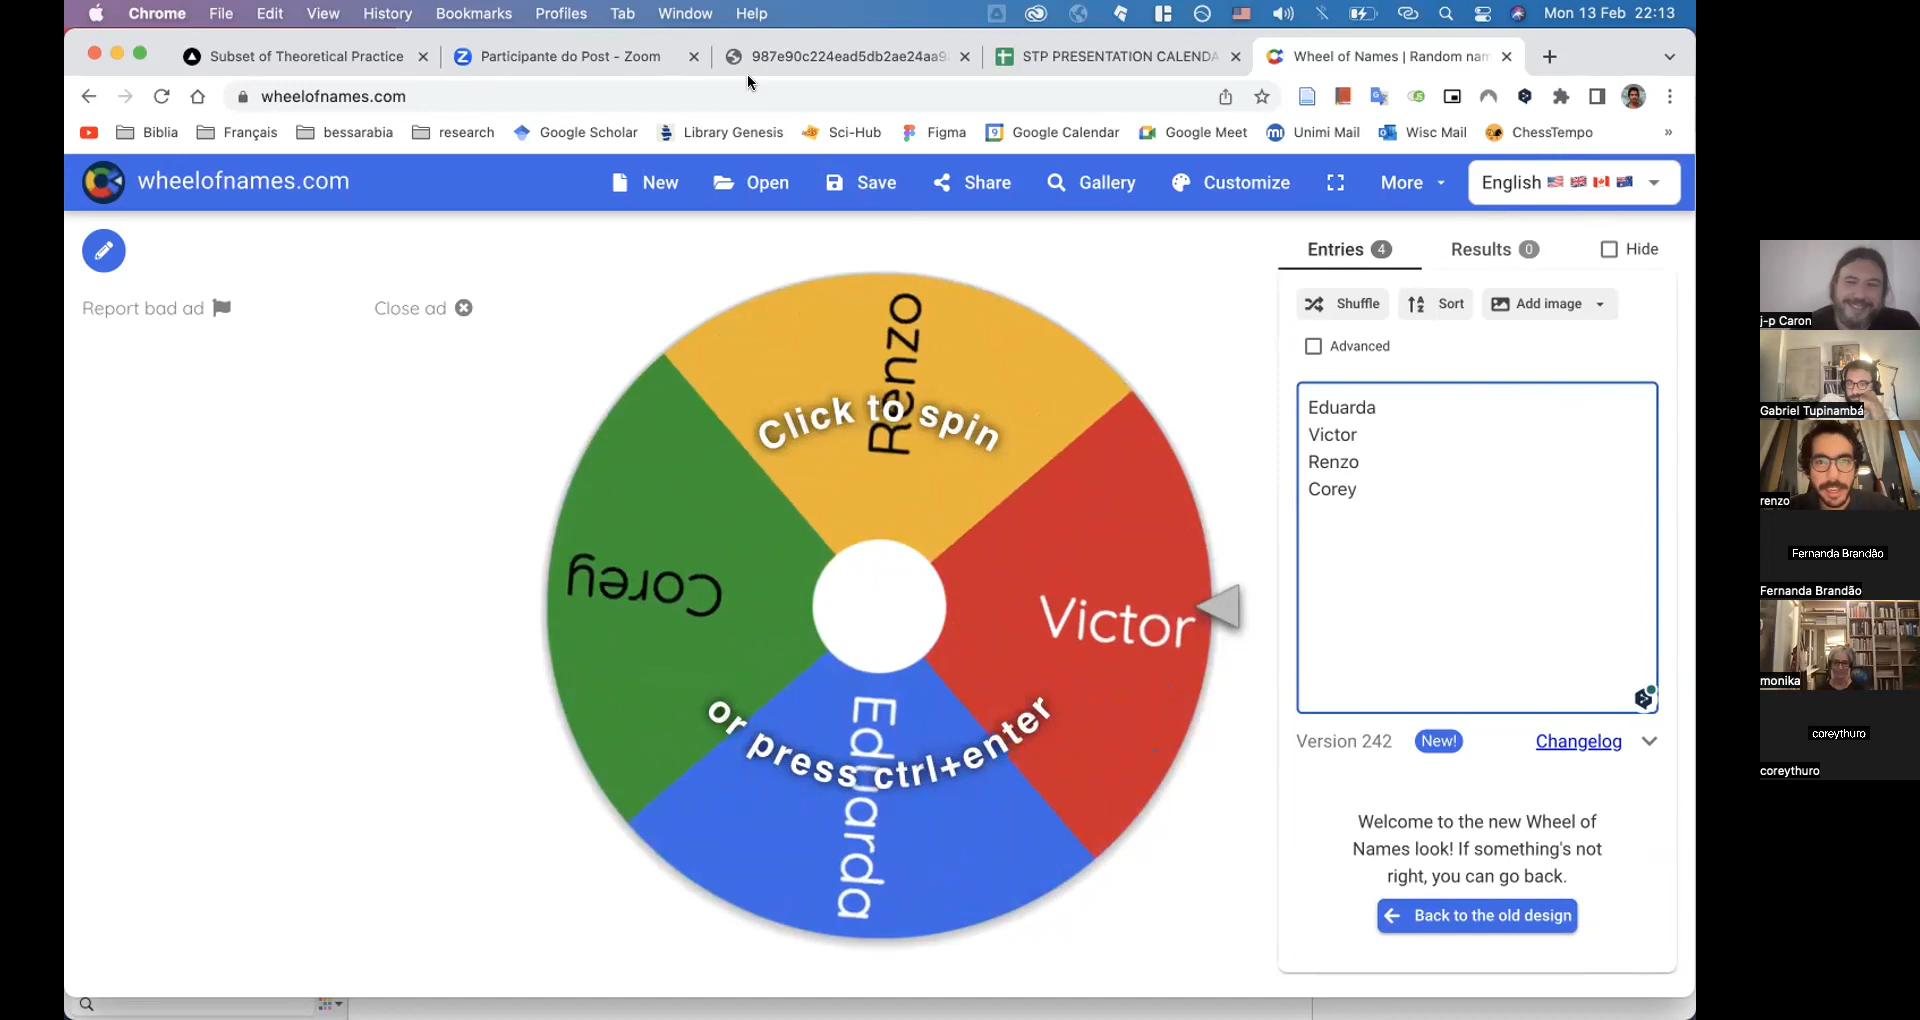 Chrome File Edit View History Bookmarks Profiles Tab Window Help Mon 13 Feb 22:13
Subset of Theoretical Practice Participante do Post - Zoom 987e90c224ead5db2ae24aa9 STP PRESENTATION CALENDA Wheel of Names | Random nam
wheelofnames.com
Biblia Français bessarabia research Google Scholar Library Genesis Sci-Hub Figma Google Calendar Google Meet Unimi Mail Wisc Mail ChessTempo »
wheelofnames.com New Open Save Share Gallery Customize More English
Report bad ad Close ad
Entries 4 Results 0 Hide
Shuffle Sort Add image
Advanced
Eduarda
Victor
Renzo
Corey
Renzo
Click to spin
Corey
Victor
Eduarda
or press ctrl+enter
Version 242 New! Changelog
Welcome to the new Wheel of
Names look! If something's not
right, you can go back.
Back to the old design
j-p Caron
Gabriel Tupinambá
renzo
Fernanda Brandão
Fernanda Brandão
monika
coreythuro
coreythuro